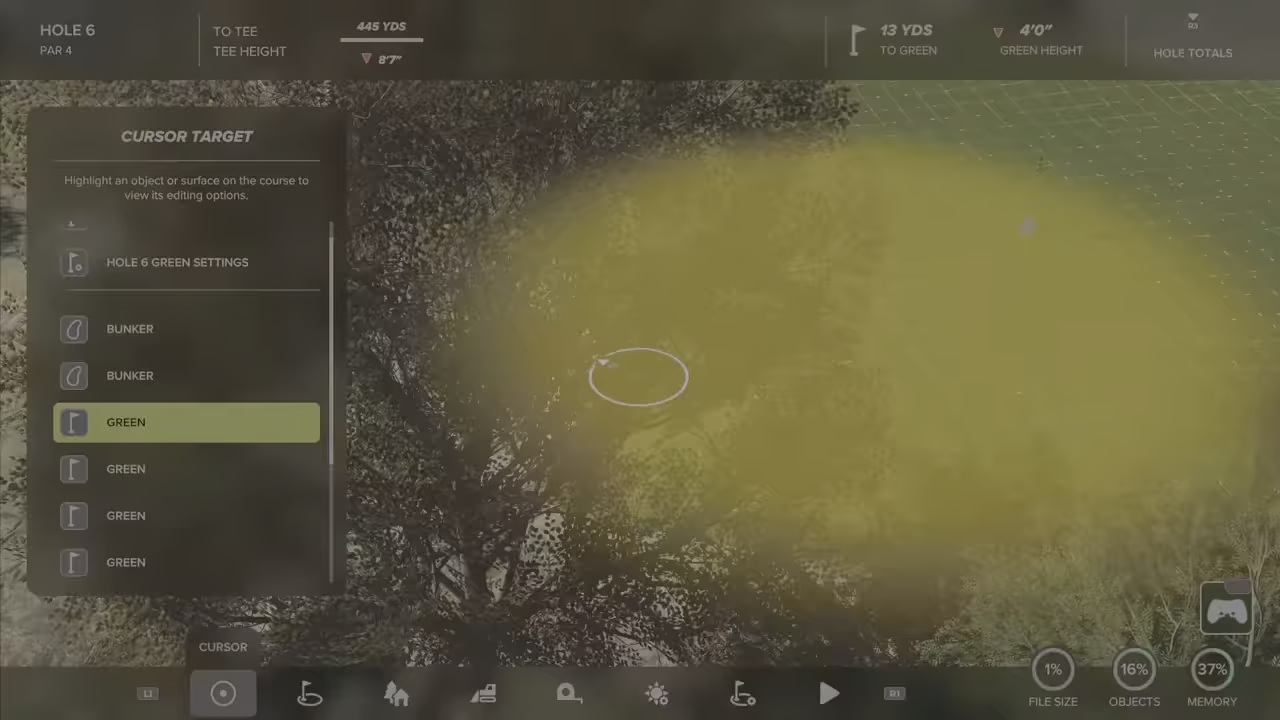 HOLE 6
PAR 4
TO TEE
TEE HEIGHT
445 YDS
8'7"
13 YDS
TO GREEN
4'0"
GREEN HEIGHT
R3
HOLE TOTALS
CURSOR TARGET
Highlight an object or surface on the course to
view its editing options.
HOLE 6 GREEN SETTINGS
BUNKER
BUNKER
GREEN
GREEN
GREEN
GREEN
CURSOR
R1
1%
16%
37%
FILE SIZE
OBJECTS
MEMORY